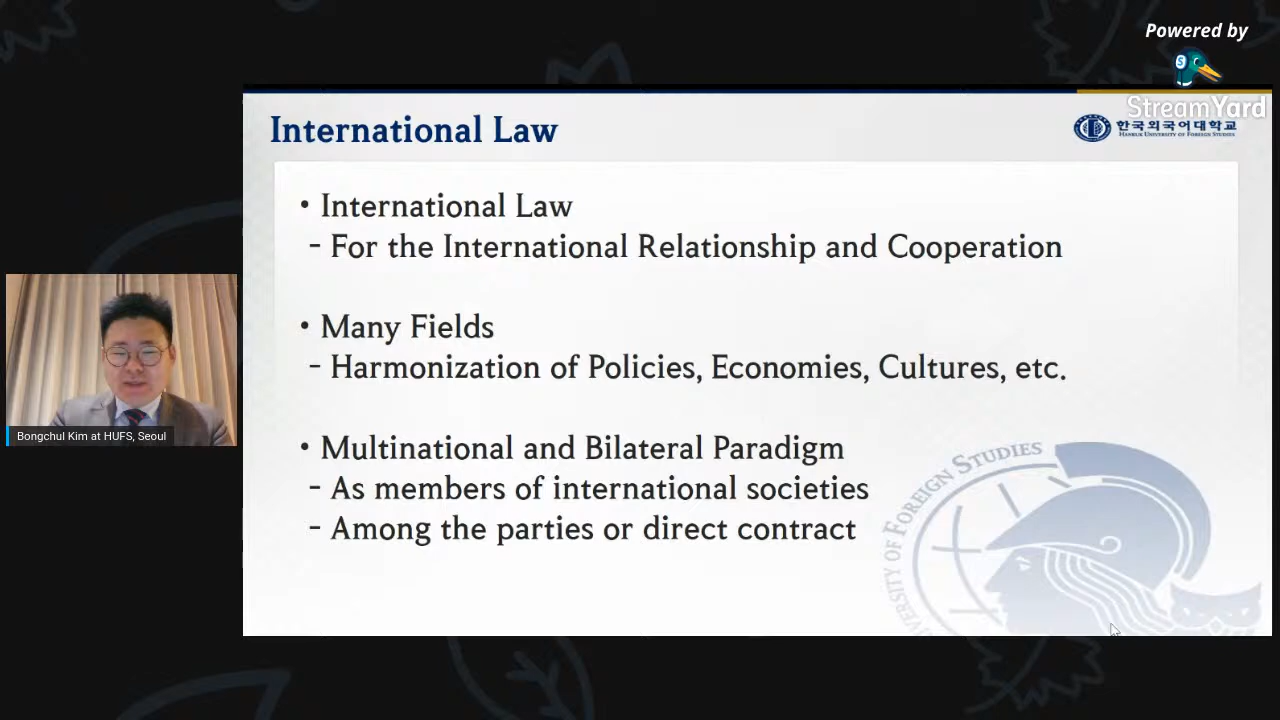 Powered by
StreamYard
International Law
한국외국어대학교
HANKUK UNIVERSITY OF FOREIGN STUDIES
• International Law
- For the International Relationship and Cooperation
• Many Fields
- Harmonization of Policies, Economies, Cultures, etc.
• Multinational and Bilateral Paradigm
- As members of international societies
- Among the parties or direct contract
VERSITY OF FOREIGN STUDIES
Bongchul Kim at HUFS, Seoul